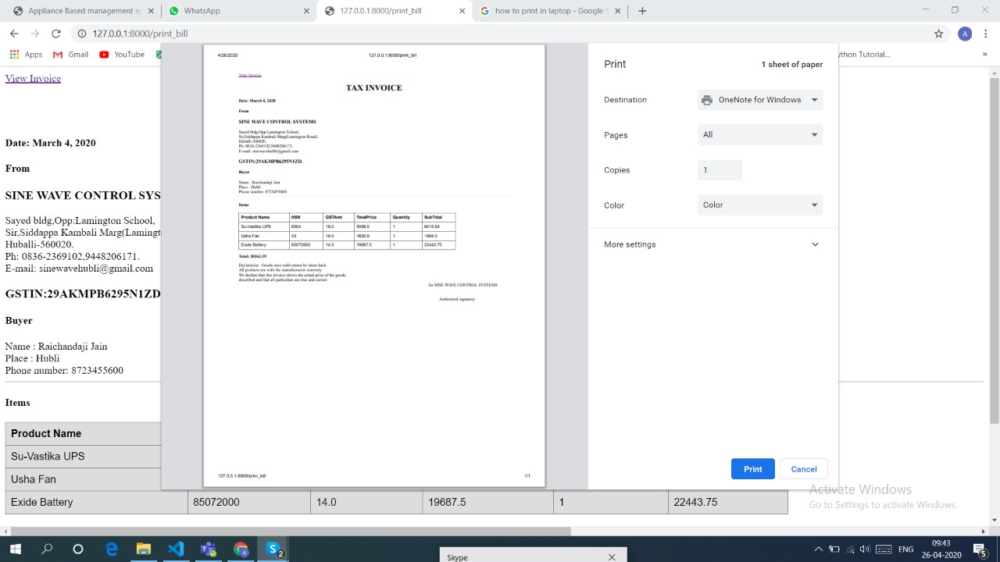 App based management sy
WhatsApp
TAX INVOICE
how to print in laptop - Google S
127.0.0.1:8000/print_bill
A
Apps
Gmail
YouTube
ython Tutorial...
»
View Invoice
Date: March 4, 2020
From
SINE WAVE CONTROL SYS
Sayed bldg,Opp:Lamington School,
Sir,Siddappa Kambali Marg(Lamingt
Huballi-560020.
Ph: 0836-2369102,9448206171.
E-mail: sinewavehubli@gmail.com
GSTIN:29AKMPB6295N1ZD
Buyer
Name : Raichandaji Jain
Place : Hubli
Phone number: 8723455600
Items
Product Name
Su-Vastika UPS
Usha Fan
Exide Battery 85072000 14.0 19687.5 1 22443.75
4/26/2020 127.0.0.1:8000/print_bill
View Invoice
TAX INVOICE
Date: March 4, 2020
From
SINE WAVE CONTROL SYSTEMS
Sayed bldg,Opp:Lamington School,
Sir,Siddappa Kambali Marg(Lamington Road),
Huballi-560020.
Ph: 0836-2369102,9448206171.
E-mail: sinewavehubli@gmail.com
GSTIN:29AKMPB6295N1ZD.
Buyer
Name : Raichandaji Jain
Place : Hubli
Phone number: 8723455600
Items
Product Name HSN GSTAmt TotalPrice Quantity SubTotal
Su-Vastika UPS 8504 18.0 5098.0 1 6015.64
Usha Fan 43 19.0 1600.0 1 1904.0
Exide Battery 85072000 14.0 19687.5 1 22443.75
Total: 30363.39
Declaration : Goods once sold cannot be taken back
All products are with the manufacturers warrenty
We declare that this invoice shows the actual price of the goods
described and that all particulars are true and correct
for SINE WAVE CONTROL SYSTEMS
Authorized signatory
127.0.0.1:8000/print_bill 1/1
Print 1 sheet of paper
Destination OneNote for Windows
Pages All
Copies 1
Color Color
More settings
Print Cancel
Activate Windows
Go to Settings to activate Windows.
Skype
2
ENG
09:43
26-04-2020
5